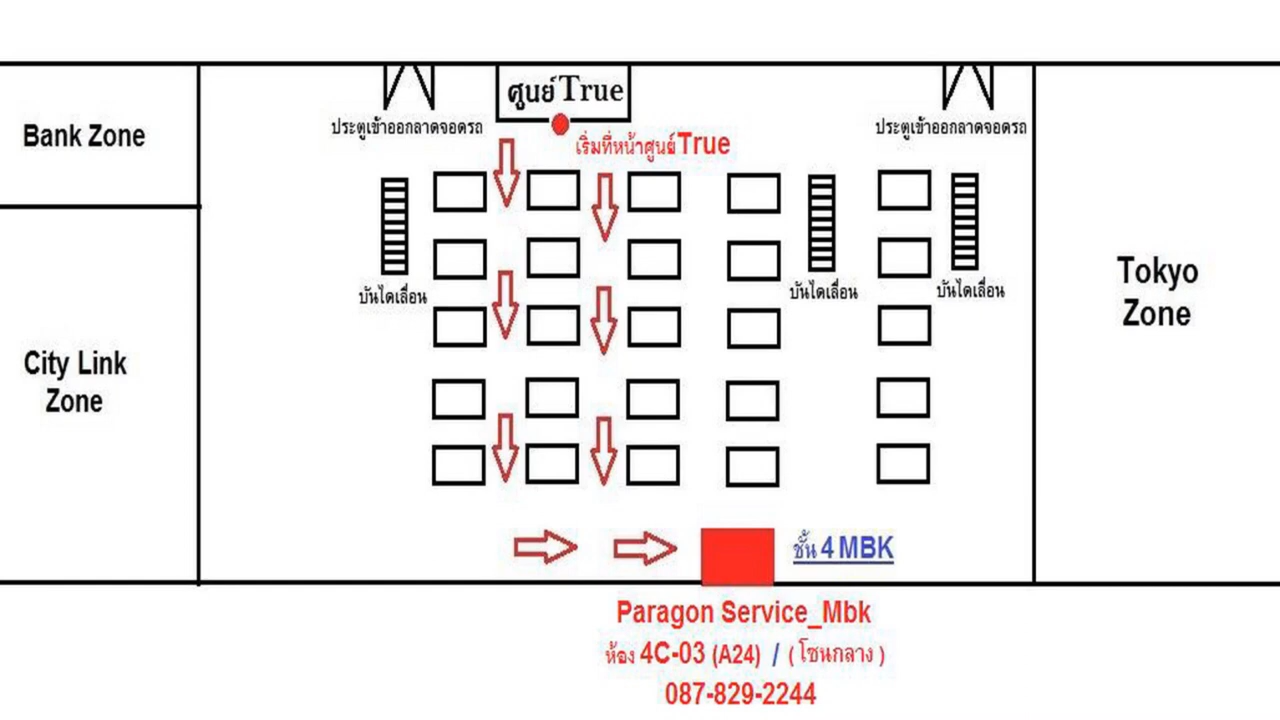 ศูนย์True
Bank Zone
ประตูเข้าออกลาดจอดรถ
ประตูเข้าออกลาดจอดรถ
เริ่มที่หน้าศูนย์True
บันไดเลื่อน
บันไดเลื่อน
บันไดเลื่อน
Tokyo
Zone
City Link
Zone
ชั้น 4 MBK
Paragon Service_Mbk
ห้อง 4C-03 (A24) / (โซนกลาง)
087-829-2244